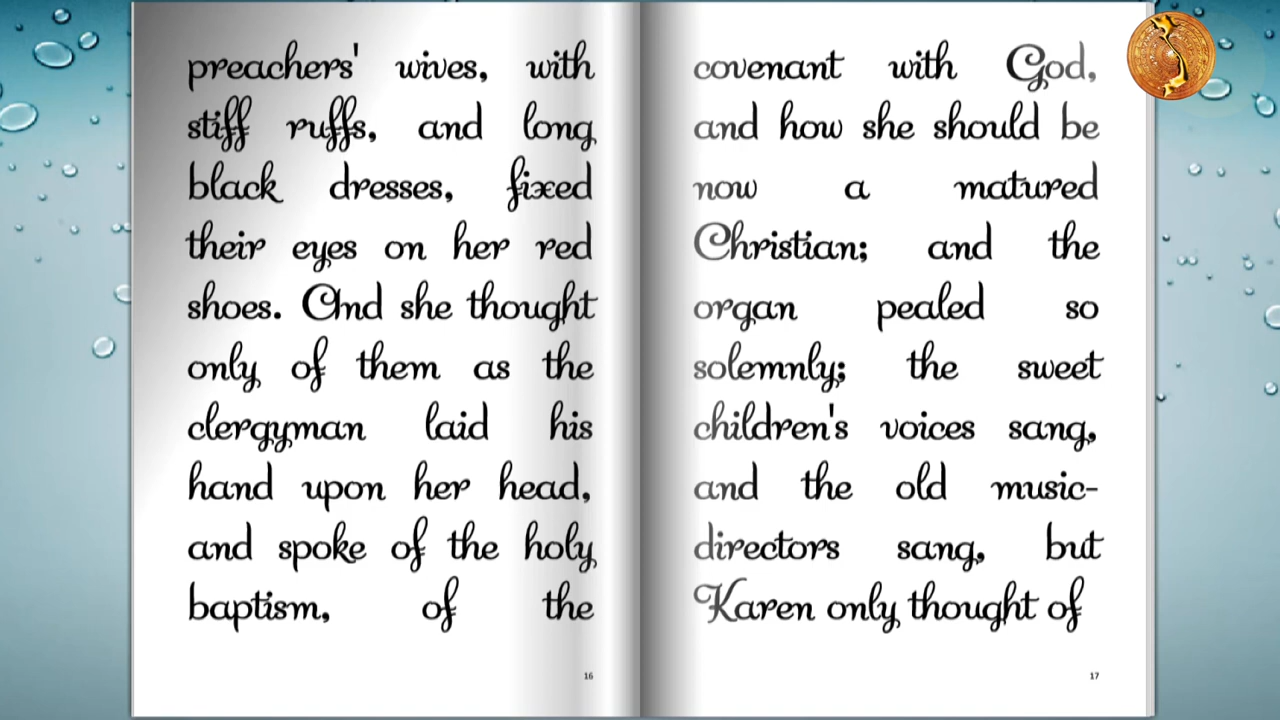 preachers' wives, with
stiff ruffs, and long
black dresses, fixed
their eyes on her red
shoes. And she thought
only of them as the
clergyman laid his
hand upon her head,
and spoke of the holy
baptism, of the
16
covenant with God,
and how she should be
now a matured
Christian; and the
organ pealed so
solemnly; the sweet
children's voices sang,
and the old music-
directors sang, but
Karen only thought of
17